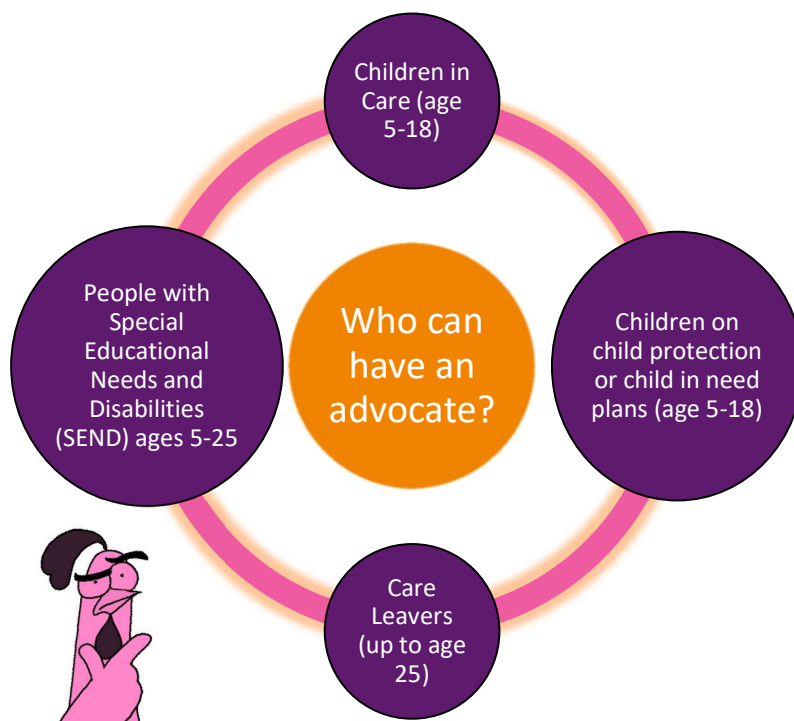 Children in
Care (age
5-18)
People with
Special
Educational
Needs and
Disabilities
(SEND) ages 5-25
Who can
have an
advocate?
Children on
child protection
or child in need
plans (age 5-18)
Care
Leavers
(up to age
25)